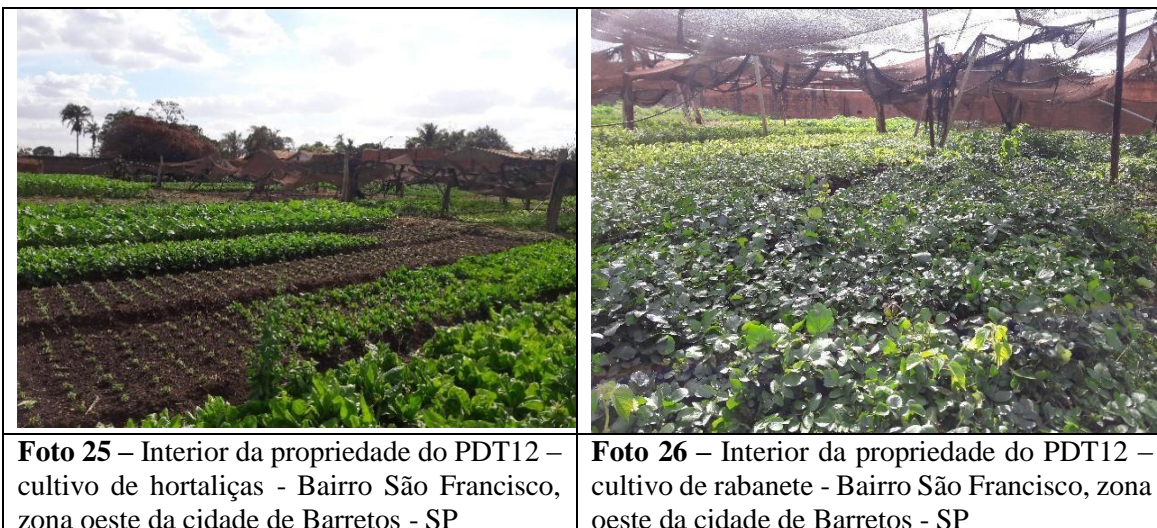 Foto 25 – Interior da propriedade do PDT12 –
cultivo de hortaliças - Bairro São Francisco,
zona oeste da cidade de Barretos - SP
Foto 26 – Interior da propriedade do PDT12 –
cultivo de rabanete - Bairro São Francisco, zona
oeste da cidade de Barretos - SP